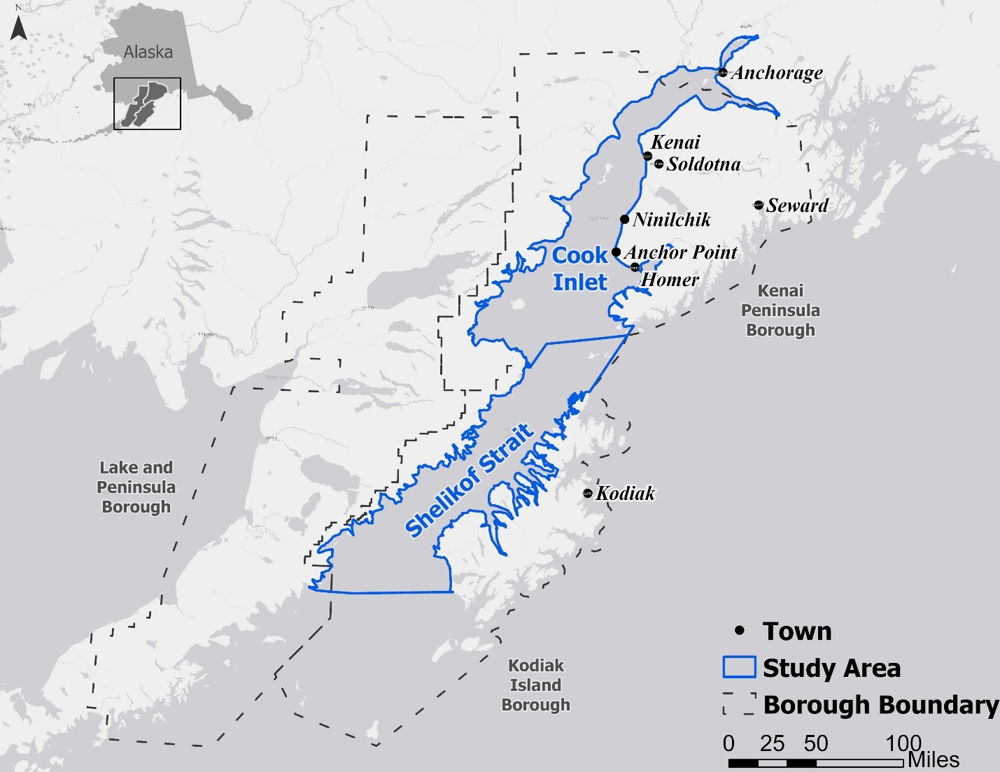 N
Alaska
Anchorage
Kenai
Soldotna
Seward
Ninilchik
Anchor Point
Cook
Inlet
Homer
Kenai
Peninsula
Borough
Lake and
Peninsula
Borough
Shelikof Strait
Kodiak
Kodiak
Island
Borough
Town
Study Area
Borough Boundary
0 25 50 100
Miles